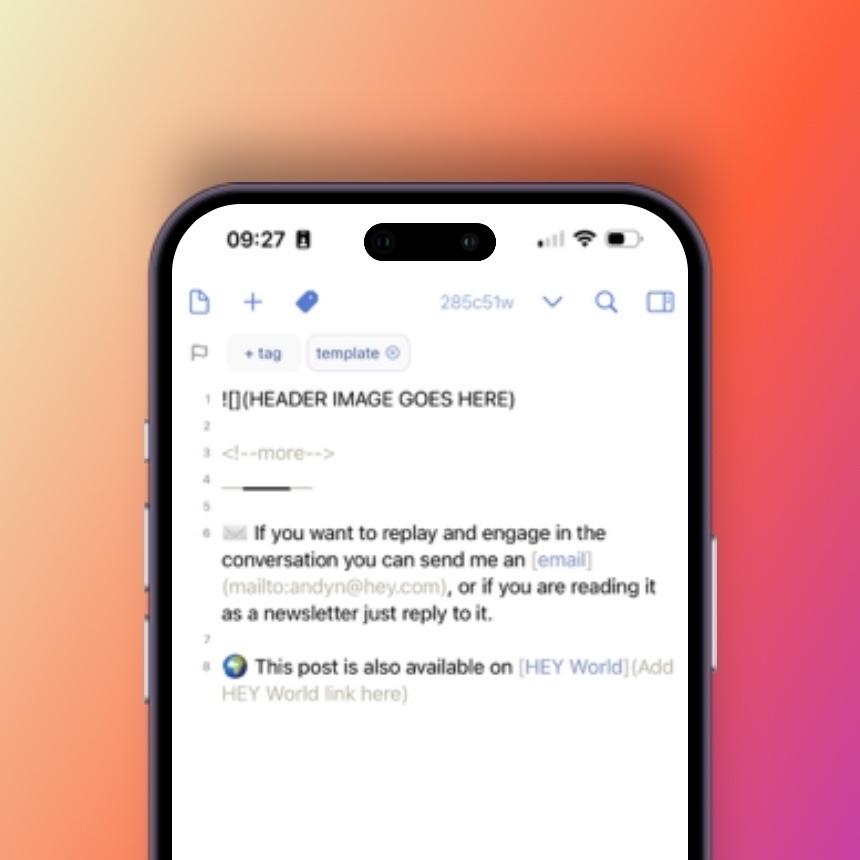 09:27
285c51w
+ tag template
1 ![](HEADER IMAGE GOES HERE)
2
3 <!--more-->
4
5
6 ✉️ If you want to replay and engage in the
conversation you can send me an [email]
(mailto:andyn@hey.com), or if you are reading it
as a newsletter just reply to it.
7
8 🌍 This post is also available on [HEY World](Add
HEY World link here)